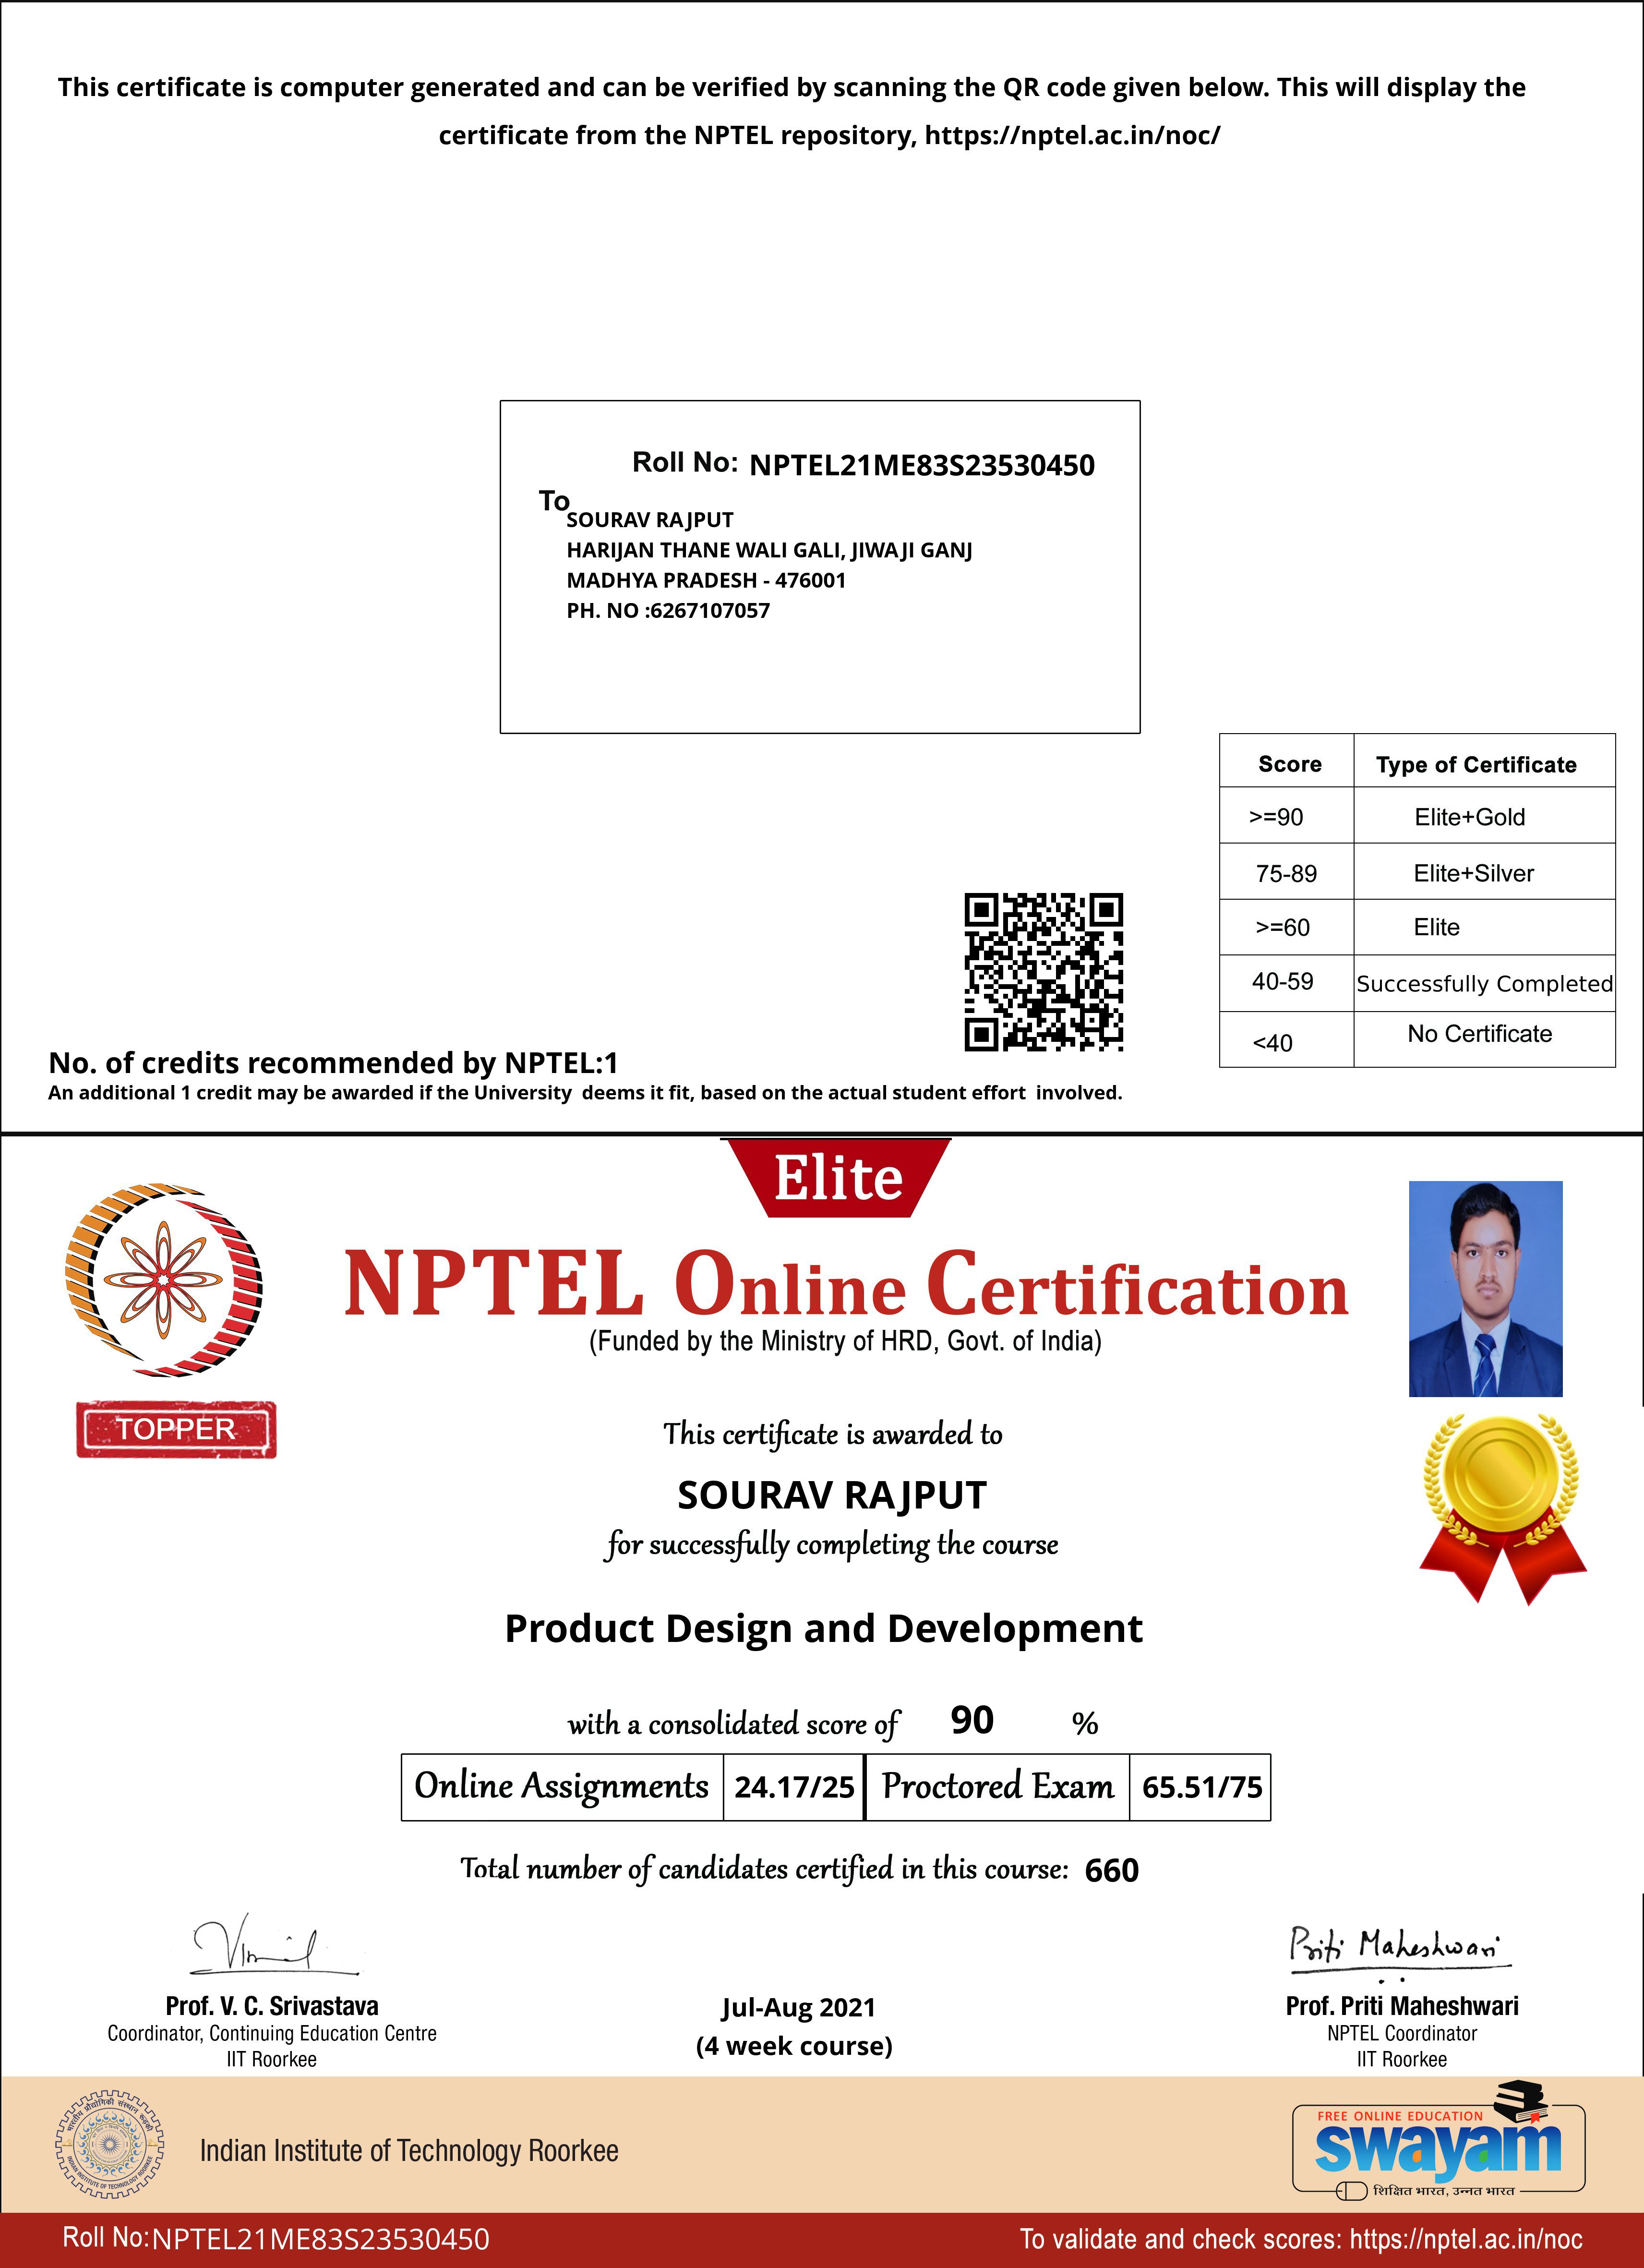 This certificate is computer generated and can be verified by scanning the QR code given below. This will display the
certificate from the NPTEL repository, https://nptel.ac.in/noc/
Roll No: NPTEL21ME83S23530450
To
SOURAV RAJPUT
HARIJAN THANE WALI GALI, JIWAJI GANJ
MADHYA PRADESH - 476001
PH. NO :6267107057
Score Type of Certificate
>=90 Elite+Gold
75-89 Elite+Silver
>=60 Elite
40-59 Successfully Completed
<40 No Certificate
No. of credits recommended by NPTEL:1
An additional 1 credit may be awarded if the University deems it fit, based on the actual student effort involved.
Elite
NPTEL Online Certification
(Funded by the Ministry of HRD, Govt. of India)
TOPPER
This certificate is awarded to
SOURAV RAJPUT
for successfully completing the course
Product Design and Development
with a consolidated score of 90 %
Online Assignments 24.17/25 Proctored Exam 65.51/75
Total number of candidates certified in this course: 660
Priti Maheshwari
Prof. V. C. Srivastava
Coordinator, Continuing Education Centre
IIT Roorkee
Jul-Aug 2021
(4 week course)
Prof. Priti Maheshwari
NPTEL Coordinator
IIT Roorkee
भारतीय प्रौद्योगिकी संस्थान रूड़की
INDIAN INSTITUTE OF TECHNOLOGY ROORKEE
Indian Institute of Technology Roorkee
FREE ONLINE EDUCATION
swayam
शिक्षित भारत, उन्नत भारत
Roll No:NPTEL21ME83S23530450
To validate and check scores: https://nptel.ac.in/noc